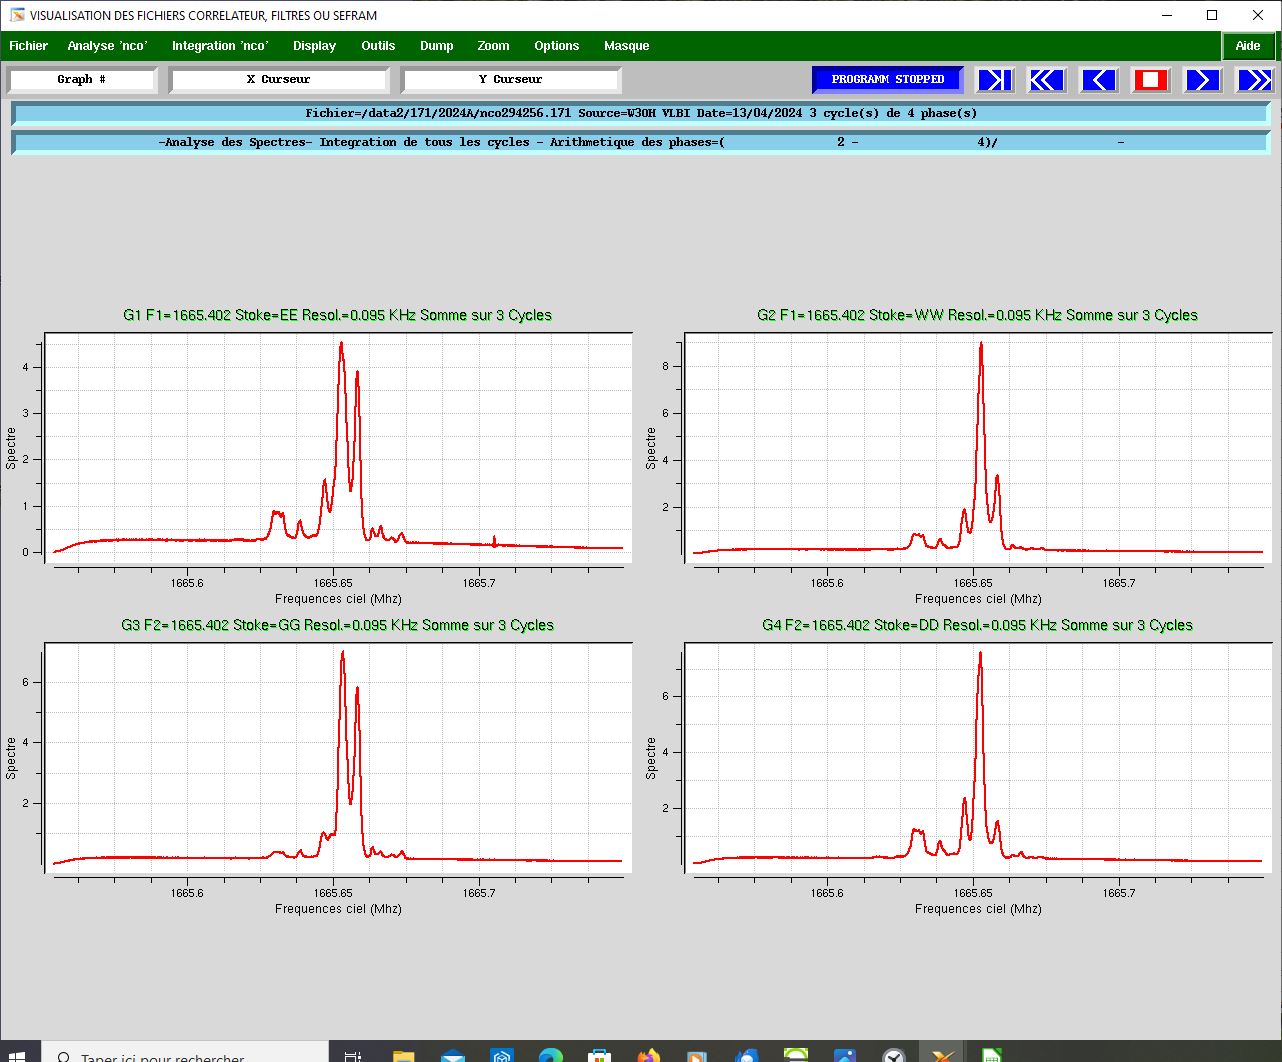 VISUALISATION DES FICHIERS CORRELATEUR, FILTRES OU SEFRAM
Fichier Analyse 'nco' Integration 'nco' Display Outils Dump Zoom Options Masque Aide
Graph # X Curseur Y Curseur PROGRAMM STOPPED
Fichier=/data2/171/2024A/nco294256.171 Source=W3OH VLBI Date=13/04/2024 3 cycle(s) de 4 phase(s)
-Analyse des Spectres- Integration de tous les cycles - Arithmetique des phases=( 2 - 4)/ -
G1 F1=1665.402 Stoke=EE Resol.=0.095 KHz Somme sur 3 Cycles
Spectre
4
3
2
1
0
1665.6 1665.65 1665.7
Frequences ciel (Mhz)
G2 F1=1665.402 Stoke=WW Resol.=0.095 KHz Somme sur 3 Cycles
Spectre
8
6
4
2
1665.6 1665.65 1665.7
Frequences ciel (Mhz)
G3 F2=1665.402 Stoke=GG Resol.=0.095 KHz Somme sur 3 Cycles
Spectre
6
4
2
1665.6 1665.65 1665.7
Frequences ciel (Mhz)
G4 F2=1665.402 Stoke=DD Resol.=0.095 KHz Somme sur 3 Cycles
Spectre
6
4
2
1665.6 1665.65 1665.7
Frequences ciel (Mhz)
Taper ici pour rechercher